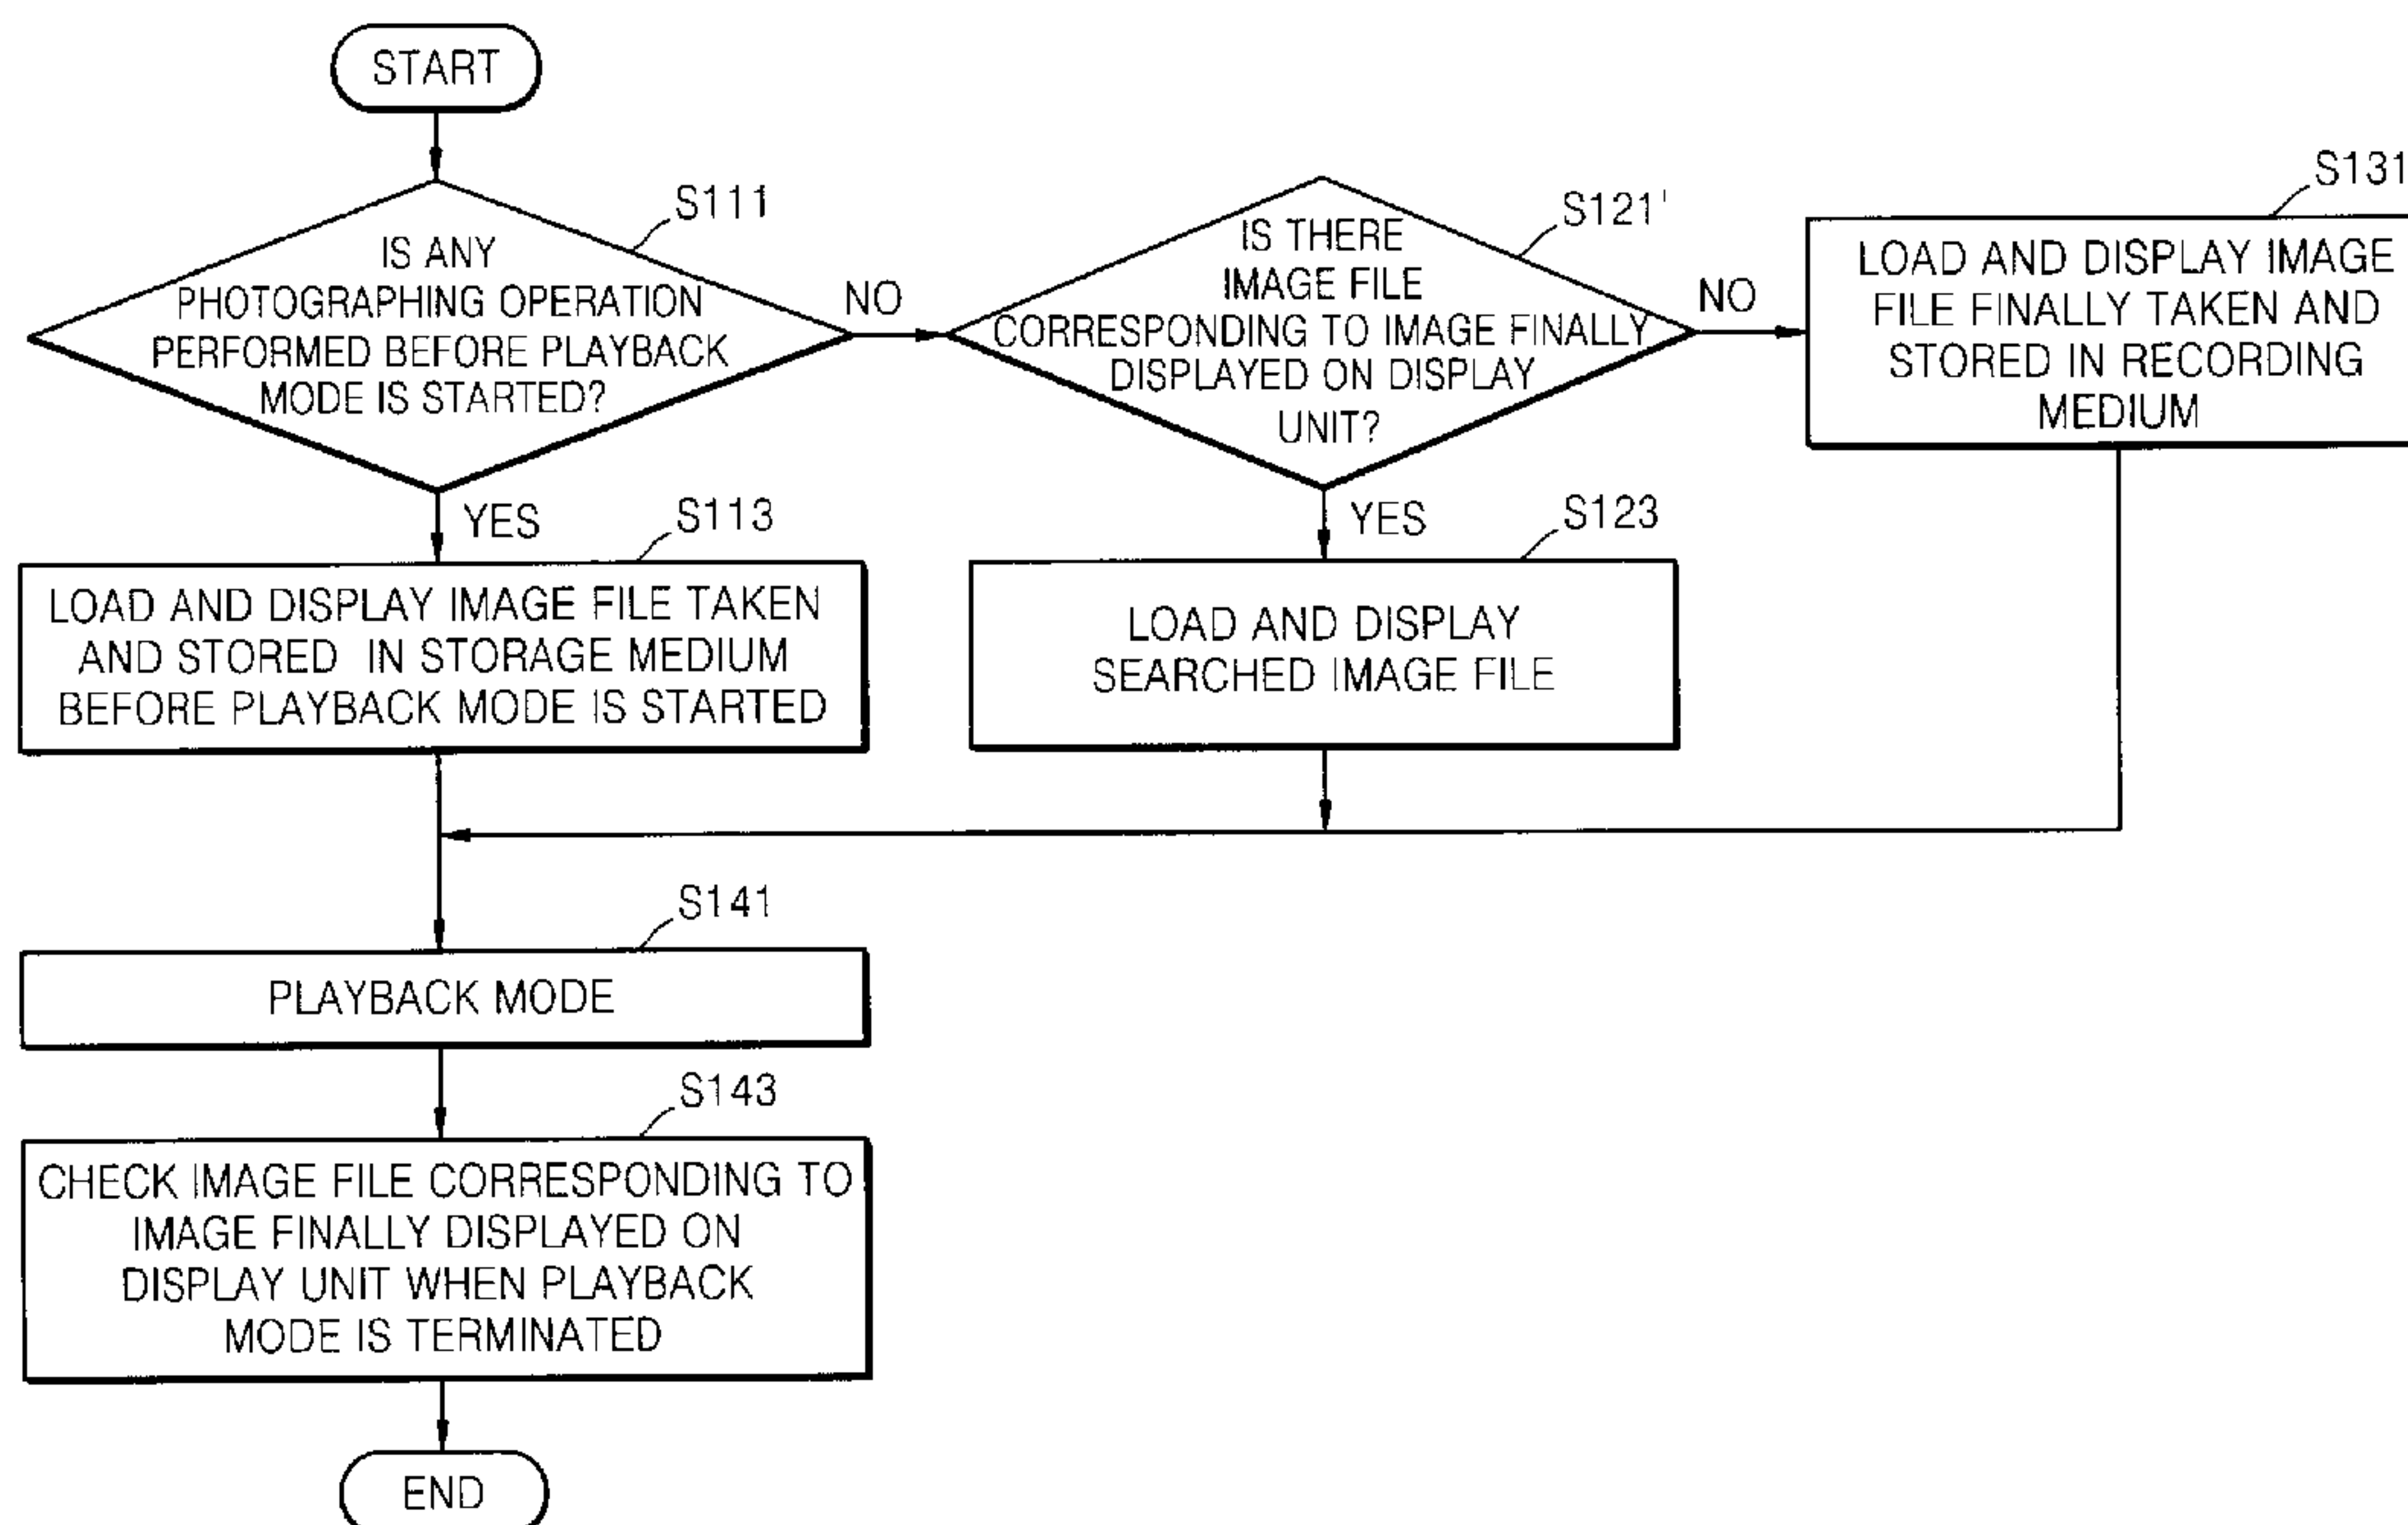 START
S111
IS ANY
PHOTOGRAPHING OPERATION
PERFORMED BEFORE PLAYBACK
MODE IS STARTED?
NO
S121'
IS THERE
IMAGE FILE
CORRESPONDING TO IMAGE FINALLY
DISPLAYED ON DISPLAY
UNIT?
NO
S131
LOAD AND DISPLAY IMAGE
FILE FINALLY TAKEN AND
STORED IN RECORDING
MEDIUM
YES
S113
LOAD AND DISPLAY IMAGE FILE TAKEN
AND STORED IN STORAGE MEDIUM
BEFORE PLAYBACK MODE IS STARTED
YES
S123
LOAD AND DISPLAY
SEARCHED IMAGE FILE
S141
PLAYBACK MODE
S143
CHECK IMAGE FILE CORRESPONDING TO
IMAGE FINALLY DISPLAYED ON
DISPLAY UNIT WHEN PLAYBACK
MODE IS TERMINATED
END